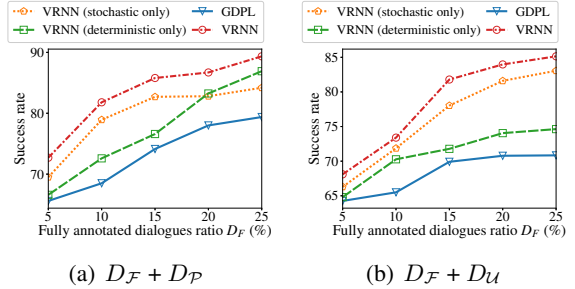 VRNN (stochastic only) GDPL
VRNN (deterministic only) VRNN
90
80
70
Success rate
5 10 15 20 25
Fully annotated dialogues ratio D_F (%)
(a) D_F + D_P
VRNN (stochastic only) GDPL
VRNN (deterministic only) VRNN
85
80
75
70
65
Success rate
5 10 15 20 25
Fully annotated dialogues ratio D_F (%)
(b) D_F + D_U